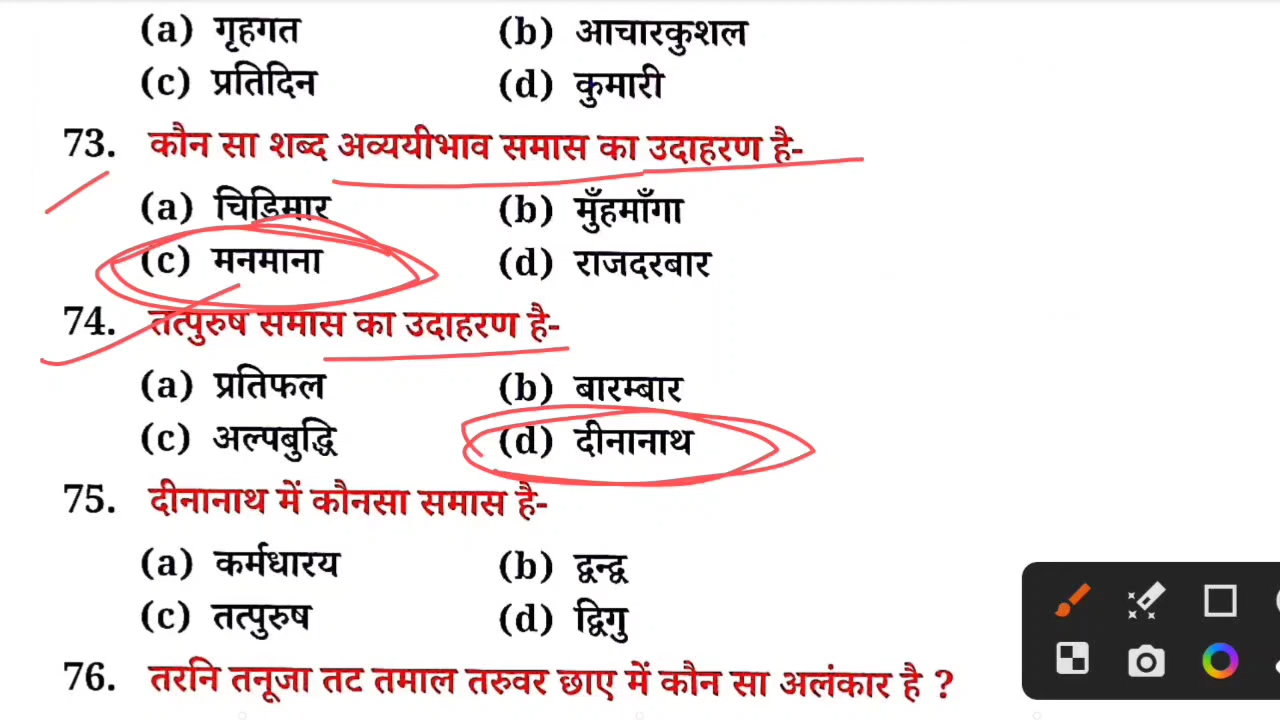 (a) गृहगत (b) आचारकुशल
(c) प्रतिदिन (d) कुमारी
73. कौन सा शब्द अव्ययीभाव समास का उदाहरण है-
(a) चिड़िमार (b) मुँहमाँगा
(c) मनमाना (d) राजदरबार
74. तत्पुरुष समास का उदाहरण है-
(a) प्रतिफल (b) बारम्बार
(c) अल्पबुद्धि (d) दीनानाथ
75. दीनानाथ में कौनसा समास है-
(a) कर्मधारय (b) द्वन्द्व
(c) तत्पुरुष (d) द्विगु
76. तरनि तनूजा तट तमाल तरुवर छाए में कौन सा अलंकार है ?